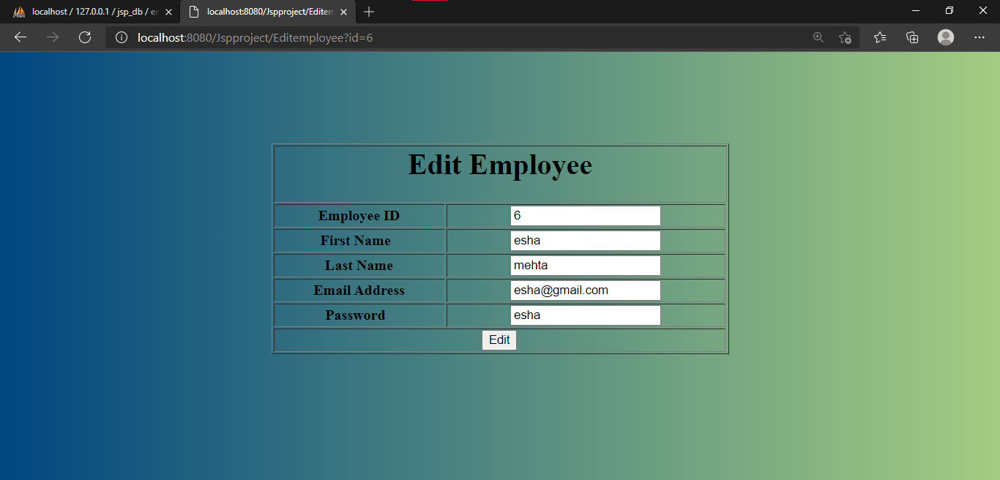 localhost / 127.0.0.1 / jsp_db / e
localhost:8080/Jspproject/Editem
localhost:8080/Jspproject/Editemployee?id=6
Edit Employee
Employee ID 6
First Name esha
Last Name mehta
Email Address esha@gmail.com
Password esha
Edit